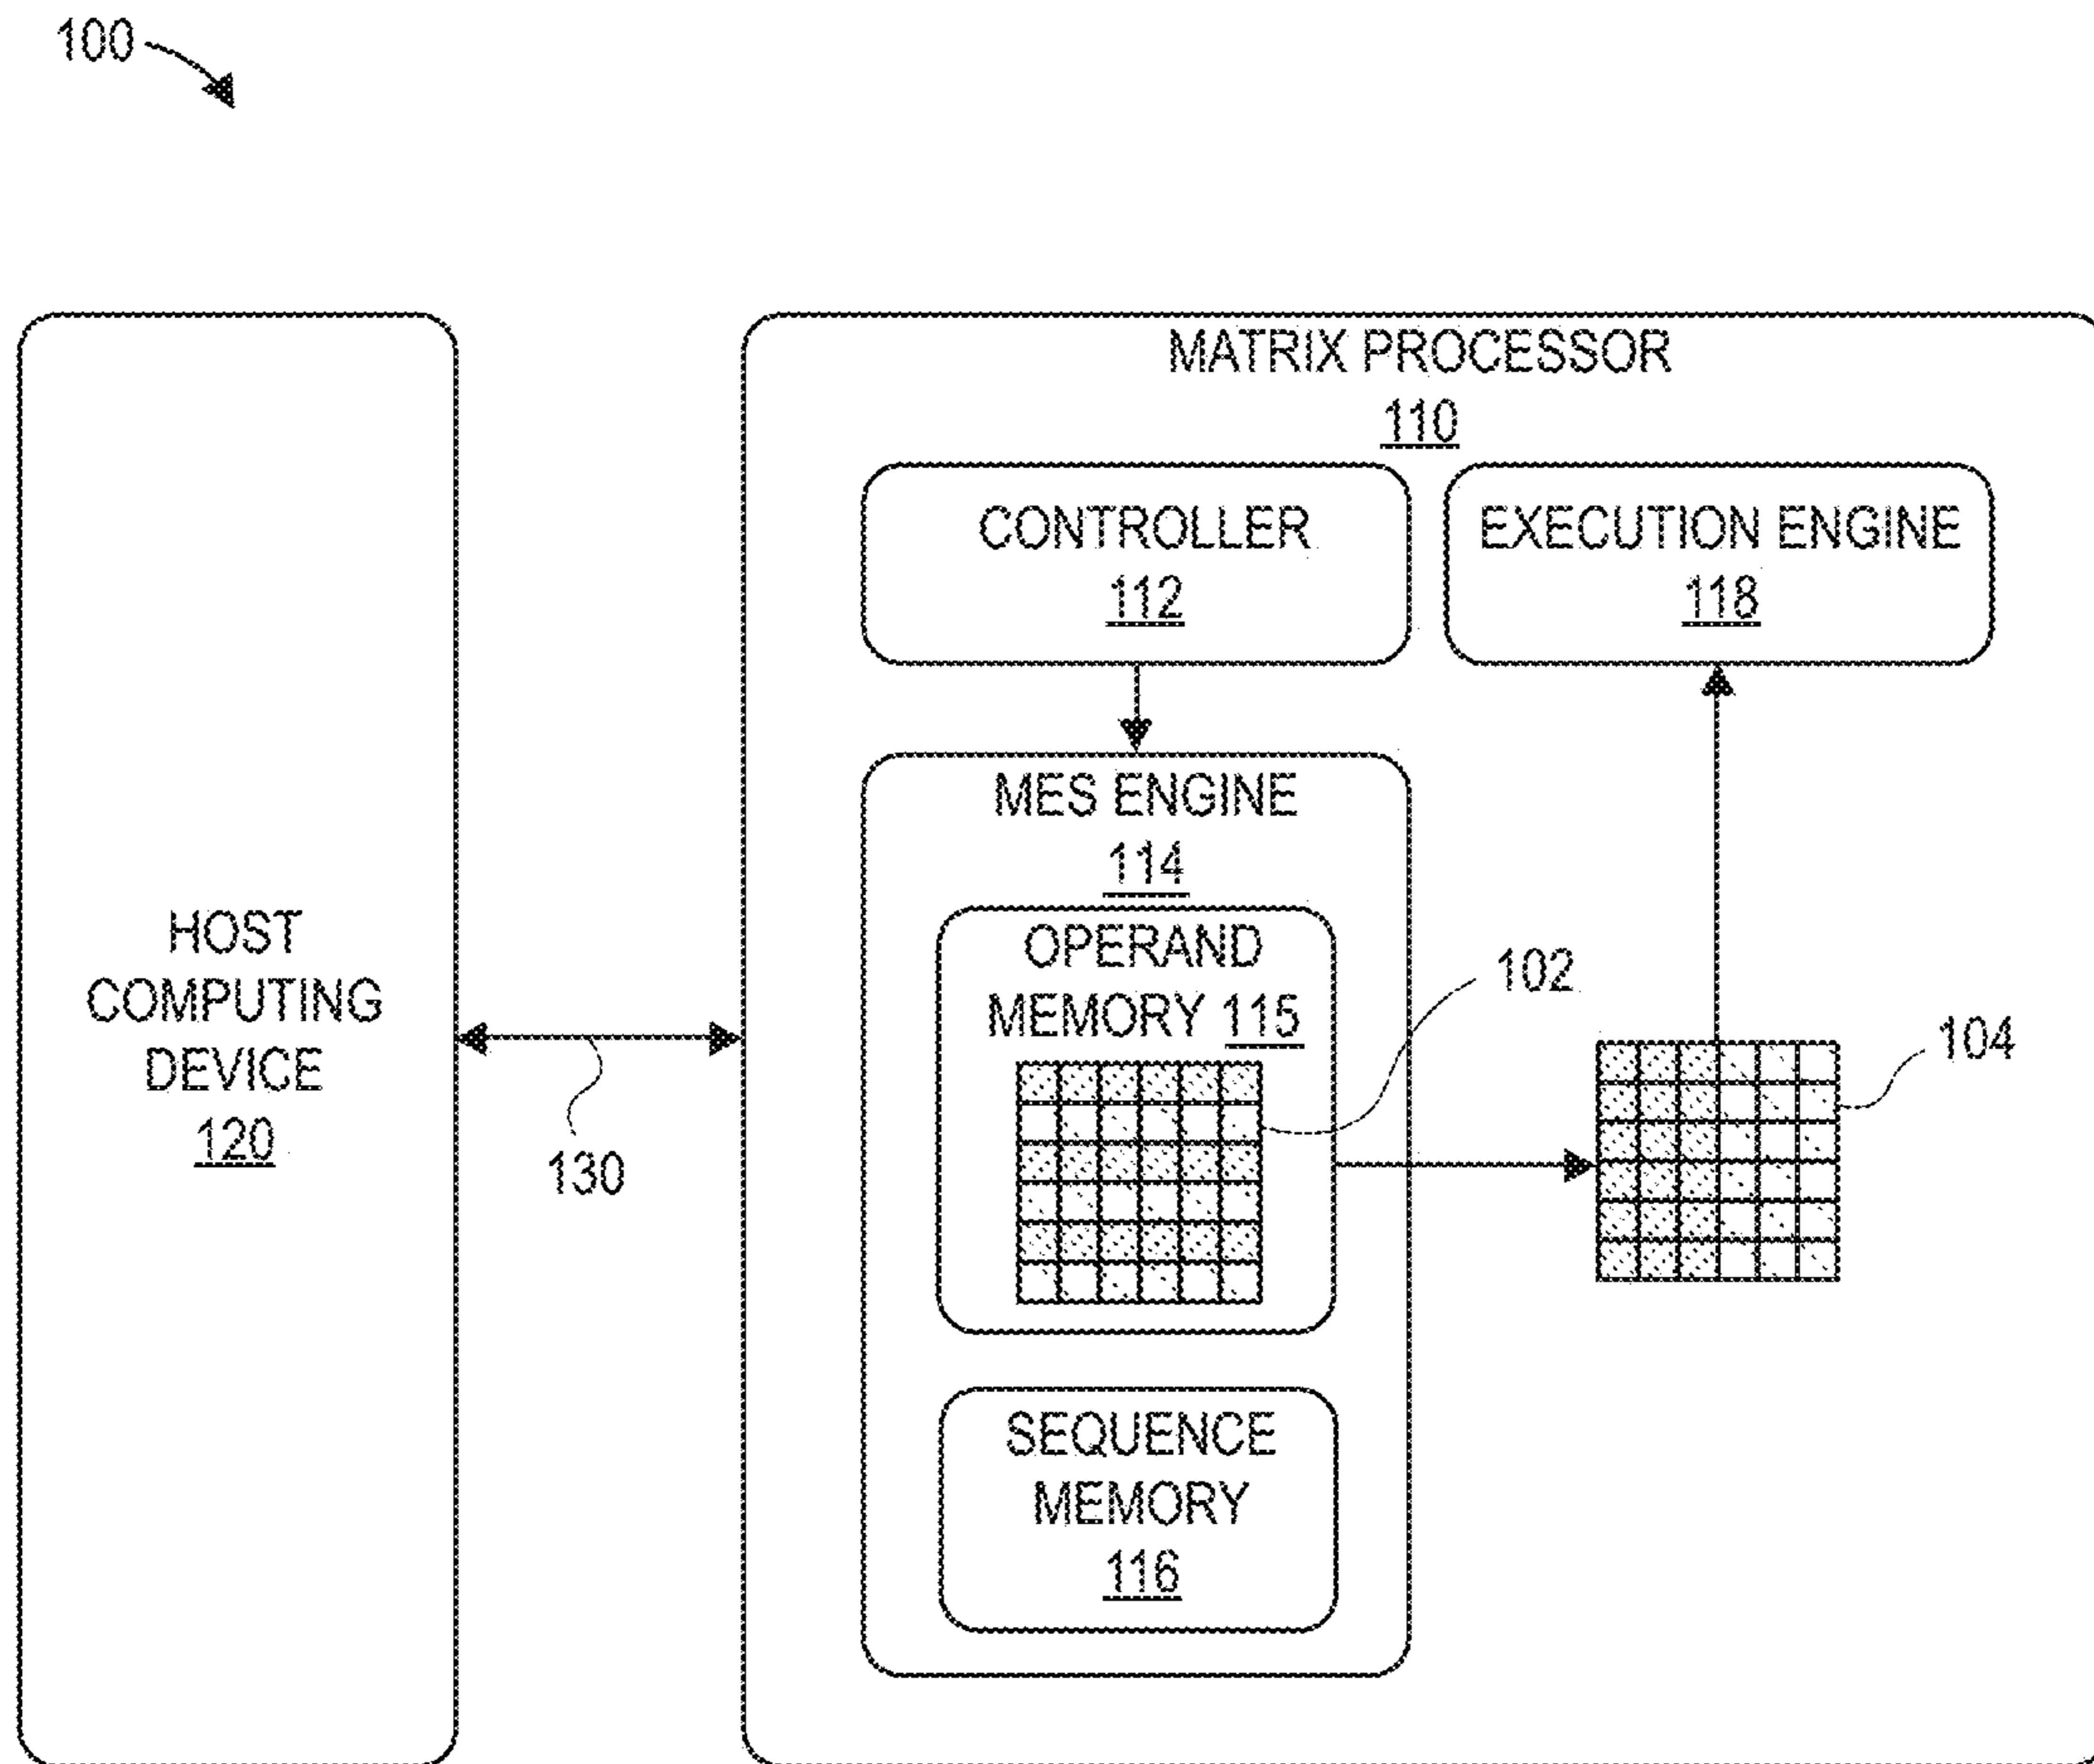 100
MATRIX PROCESSOR
110
CONTROLLER
112
EXECUTION ENGINE
118
MES ENGINE
114
OPERAND
MEMORY 115
102
104
HOST
COMPUTING
DEVICE
120
130
SEQUENCE
MEMORY
116